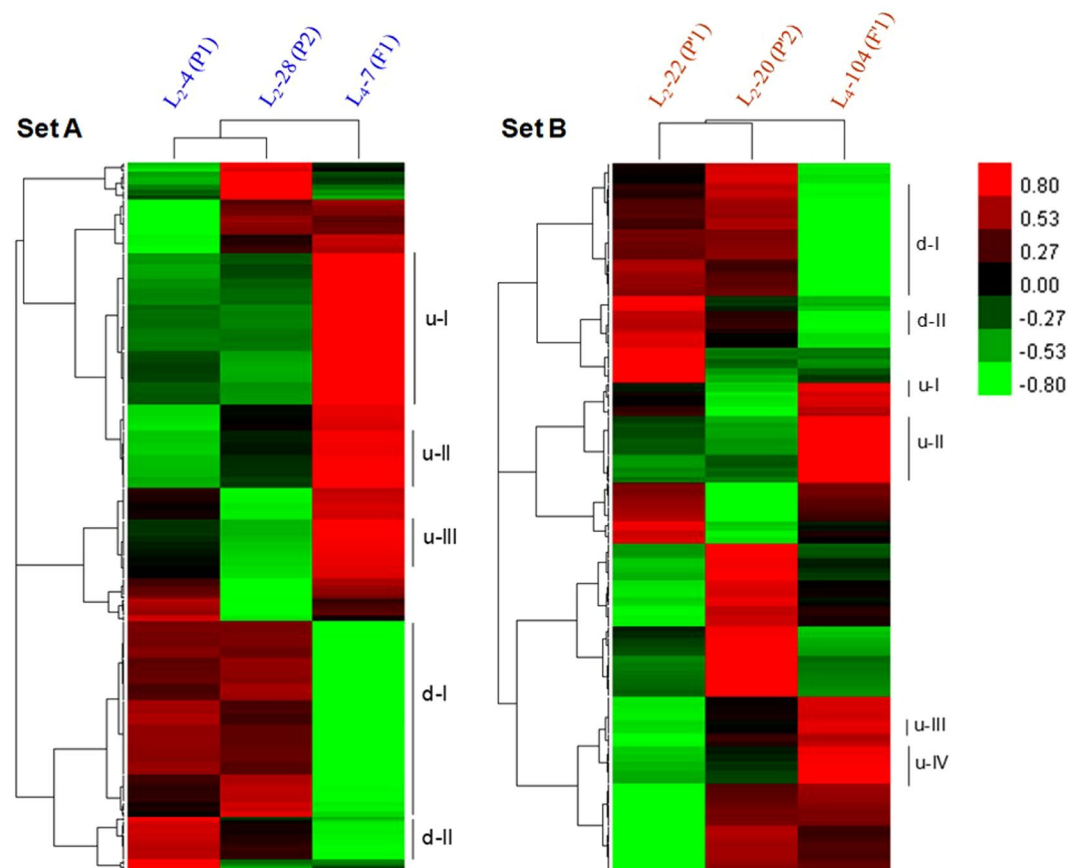 Set A
L₂-4 (P1)
L₂-28 (P2)
L₄-7 (F1)
u-I
u-II
u-III
d-I
d-II
Set B
L₂-22 (P'1)
L₂-20 (P'2)
L₄-104 (F'1)
d-I
d-II
u-I
u-II
u-III
u-IV
0.80
0.53
0.27
0.00
-0.27
-0.53
-0.80